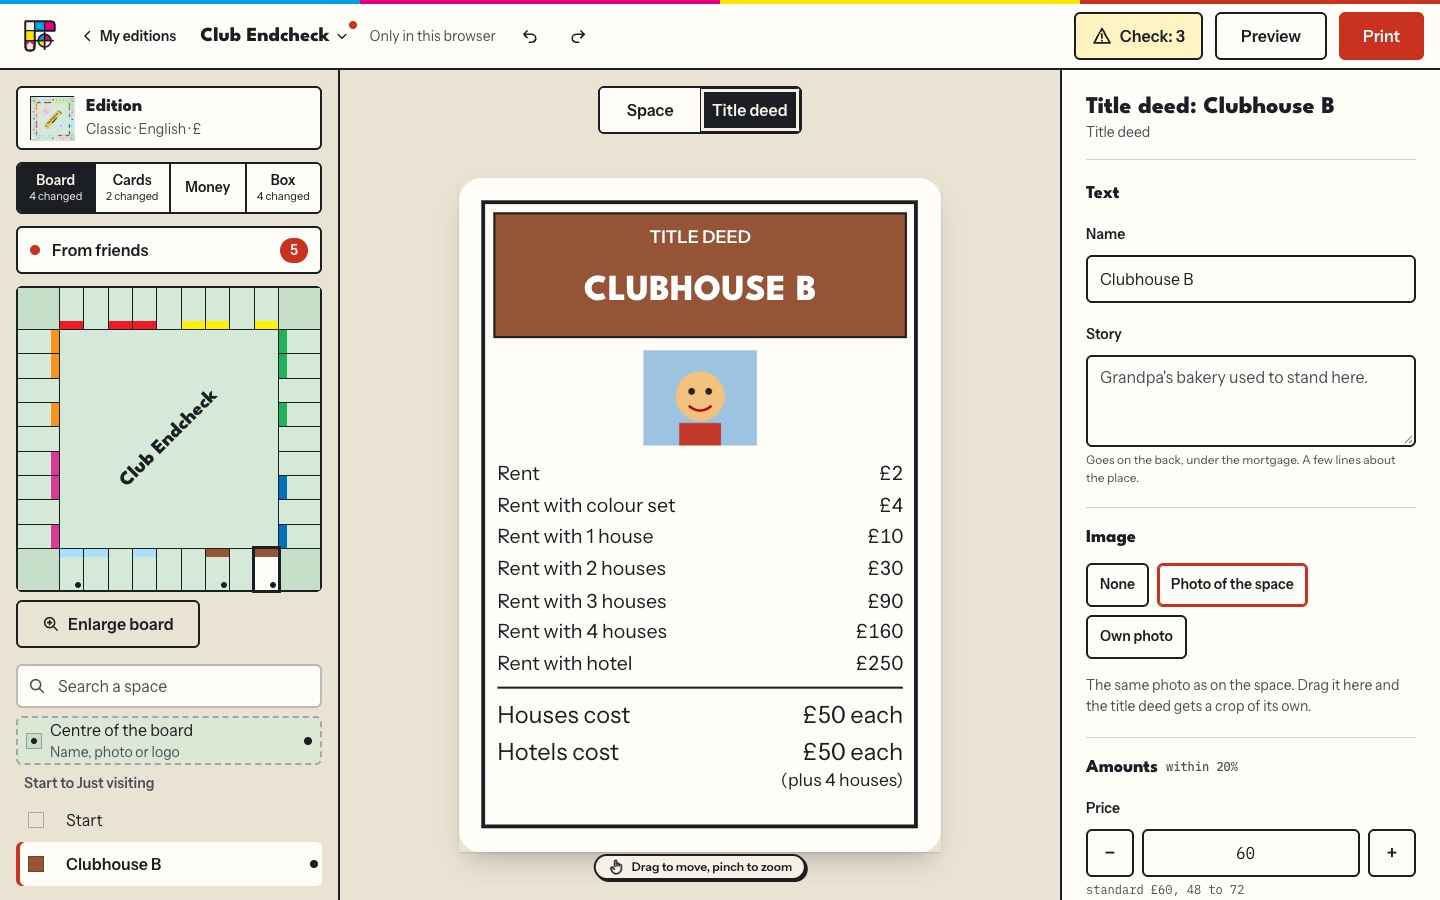 My editions
Club Endcheck
Only in this browser
Check: 3
Preview
Print
Edition
Classic · English · £
Board
4 changed
Cards
2 changed
Money
Box
4 changed
From friends
5
Club Endcheck
Enlarge board
Search a space
Centre of the board
Name, photo or logo
Start to Just visiting
Start
Clubhouse B
Space
Title deed
TITLE DEED
CLUBHOUSE B
Rent £2
Rent with colour set £4
Rent with 1 house £10
Rent with 2 houses £30
Rent with 3 houses £90
Rent with 4 houses £160
Rent with hotel £250
Houses cost £50 each
Hotels cost £50 each
(plus 4 houses)
Drag to move, pinch to zoom
Title deed: Clubhouse B
Title deed
Text
Name
Clubhouse B
Story
Grandpa's bakery used to stand here.
Goes on the back, under the mortgage. A few lines about
the place.
Image
None
Photo of the space
Own photo
The same photo as on the space. Drag it here and
the title deed gets a crop of its own.
Amounts within 20%
Price
− 60 +
standard £60, 48 to 72